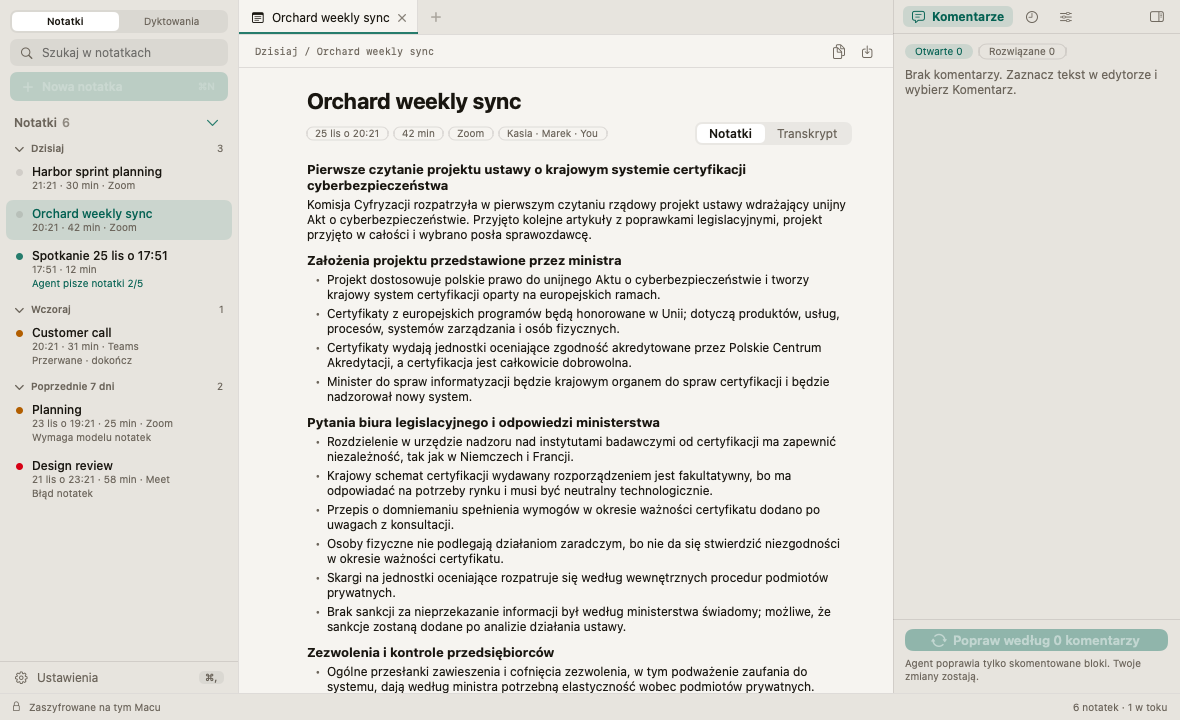 Notatki
Dyktowania
Szukaj w notatkach
Nowa notatka ⌘N
Notatki 6
Dzisiaj 3
Harbor sprint planning
21:21 · 30 min · Zoom
Orchard weekly sync
20:21 · 42 min · Zoom
Spotkanie 25 lis o 17:51
17:51 · 12 min
Agent pisze notatki 2/5
Wczoraj 1
Customer call
20:21 · 31 min · Teams
Przerwane · dokończ
Poprzednie 7 dni 2
Planning
23 lis o 19:21 · 25 min · Zoom
Wymaga modelu notatek
Design review
21 lis o 23:21 · 58 min · Meet
Błąd notatek
Ustawienia ⌘,
Orchard weekly sync
Dzisiaj / Orchard weekly sync
Orchard weekly sync
25 lis o 20:21 42 min Zoom Kasia · Marek · You
Notatki Transkrypt
Pierwsze czytanie projektu ustawy o krajowym systemie certyfikacji
cyberbezpieczeństwa
Komisja Cyfryzacji rozpatrzyła w pierwszym czytaniu rządowy projekt ustawy wdrażający unijny
Akt o cyberbezpieczeństwie. Przyjęto kolejne artykuły z poprawkami legislacyjnymi, projekt
przyjęto w całości i wybrano posła sprawozdawcę.
Założenia projektu przedstawione przez ministra
• Projekt dostosowuje polskie prawo do unijnego Aktu o cyberbezpieczeństwie i tworzy
krajowy system certyfikacji oparty na europejskich ramach.
• Certyfikaty z europejskich programów będą honorowane w Unii; dotyczą produktów, usług,
procesów, systemów zarządzania i osób fizycznych.
• Certyfikaty wydają jednostki oceniające zgodność akredytowane przez Polskie Centrum
Akredytacji, a certyfikacja jest całkowicie dobrowolna.
• Minister do spraw informatyzacji będzie krajowym organem do spraw certyfikacji i będzie
nadzorował nowy system.
Pytania biura legislacyjnego i odpowiedzi ministerstwa
• Rozdzielenie w urzędzie nadzoru nad instytutami badawczymi od certyfikacji ma zapewnić
niezależność, tak jak w Niemczech i Francji.
• Krajowy schemat certyfikacji wydawany rozporządzeniem jest fakultatywny, bo ma
odpowiadać na potrzeby rynku i musi być neutralny technologicznie.
• Przepis o domniemaniu spełnienia wymogów w okresie ważności certyfikatu dodano po
uwagach z konsultacji.
• Osoby fizyczne nie podlegają działaniom zaradczym, bo nie da się stwierdzić niezgodności
w okresie ważności certyfikatu.
• Skargi na jednostki oceniające rozpatruje się według wewnętrznych procedur podmiotów
prywatnych.
• Brak sankcji za nieprzekazanie informacji był według ministerstwa świadomy; możliwe, że
sankcje zostaną dodane po analizie działania ustawy.
Zezwolenia i kontrole przedsiębiorców
• Ogólne przesłanki zawieszenia i cofnięcia zezwolenia, w tym podważenie zaufania do
systemu, dają według ministra potrzebną elastyczność wobec podmiotów prywatnych.
Komentarze
Otwarte 0 Rozwiązane 0
Brak komentarzy. Zaznacz tekst w edytorze i
wybierz Komentarz.
Popraw według 0 komentarzy
Agent poprawia tylko skomentowane bloki. Twoje
zmiany zostają.
Zaszyfrowane na tym Macu
6 notatek · 1 w toku